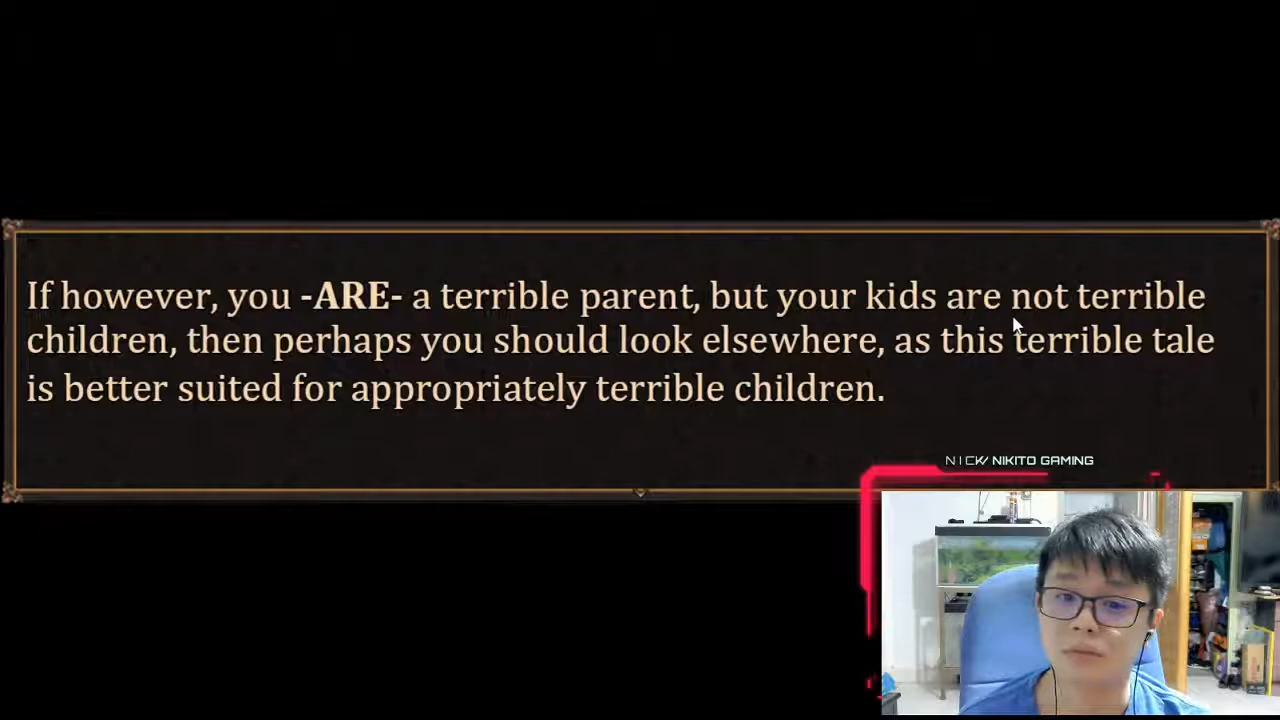 If however, you -ARE- a terrible parent, but your kids are not terrible
children, then perhaps you should look elsewhere, as this terrible tale
is better suited for appropriately terrible children.
NICK/ NIKITO GAMING